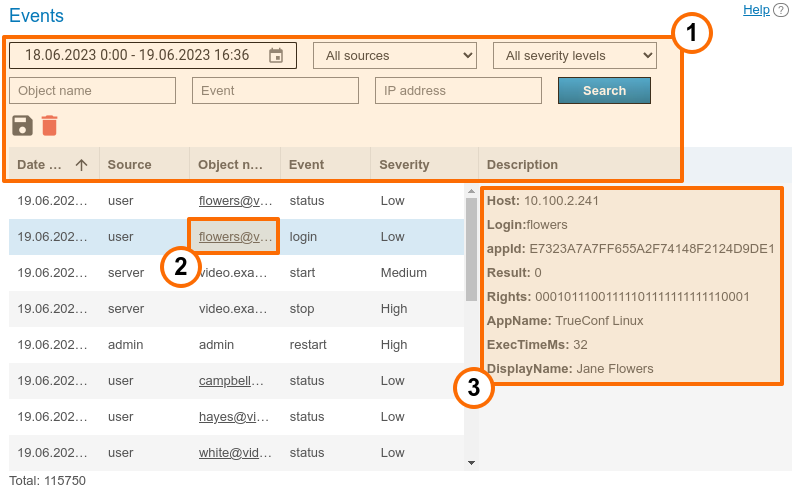 Events
Help ?
1
18.06.2023 0:00 - 19.06.2023 16:36 All sources All severity levels
Object name Event IP address Search
Date ... Source Object n... Event Severity Description
19.06.202... user flowers@v... status Low
19.06.202... user flowers@v... login Low
19.06.202... server video.exa... start Medium
19.06.202... server video.exa... stop High
19.06.202... admin admin restart High
19.06.202... user campbell... status Low
19.06.202... user hayes@vi... status Low
19.06.202... user white@vid... status Low
2
Host: 10.100.2.241
Login:flowers
appId: E7323A7A7FF655A2F74148F2124D9DE1
Result: 0
Rights: 00010111001111101111111111110001
AppName: TrueConf Linux
ExecTimeMs: 32
DisplayName: Jane Flowers
3
Total: 115750